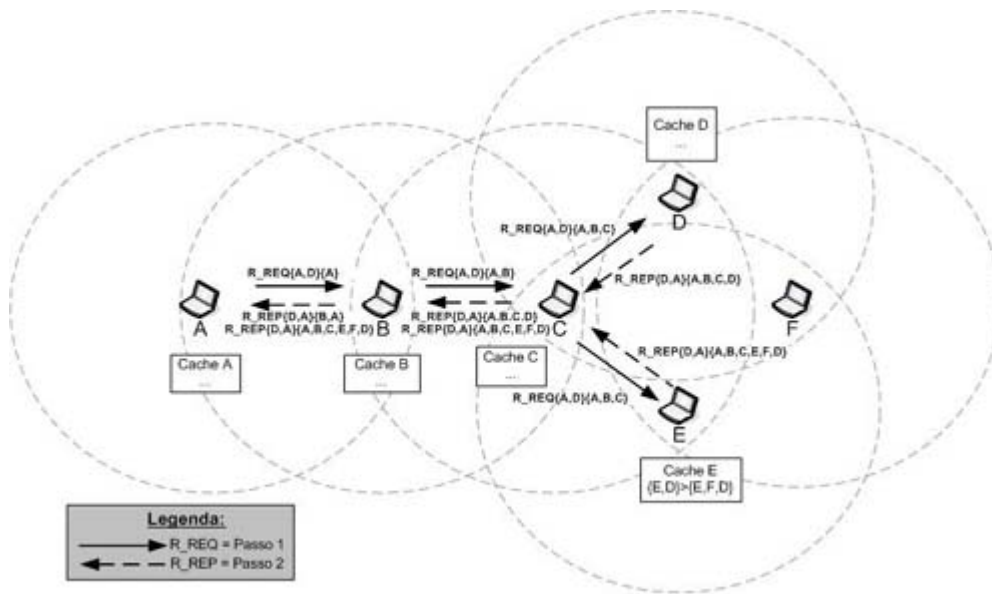 Cache D
...
D
R_REQ{A,D}{A,B,C}
R_REQ{A,D}{A}
R_REQ{A,D}{A,B}
R_REP{D,A}{A,B,C,D}
A
B
C
F
R_REP{D,A}{B,A}
R_REP{D,A}{A,B,C,E,F,D}
R_REP{D,A}{A,B,C,D}
R_REP{D,A}{A,B,C,E,F,D}
R_REP{D,A}{A,B,C,E,F,D}
Cache A
...
Cache B
...
Cache C
...
R_REQ{A,D}{A,B,C}
E
Cache E
{E,D}>{E,F,D}
Legenda:
R_REQ = Passo 1
R_REP = Passo 2